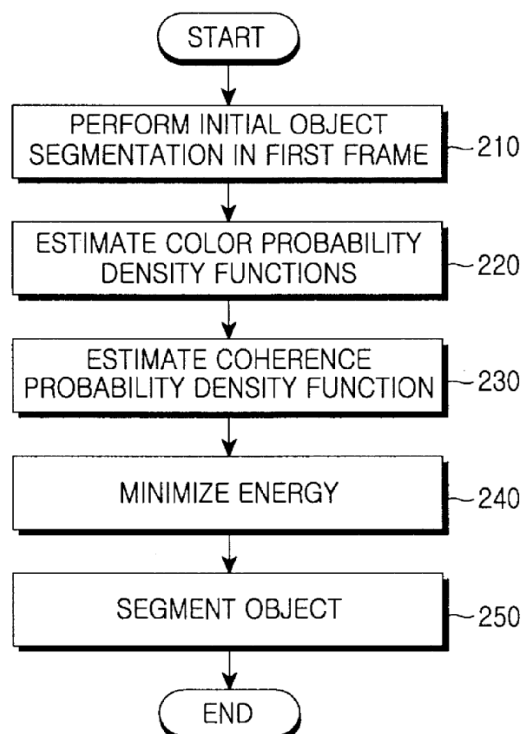 START
PERFORM INITIAL OBJECT
SEGMENTATION IN FIRST FRAME
210
ESTIMATE COLOR PROBABILITY
DENSITY FUNCTIONS
220
ESTIMATE COHERENCE
PROBABILITY DENSITY FUNCTION
230
MINIMIZE ENERGY
240
SEGMENT OBJECT
250
END